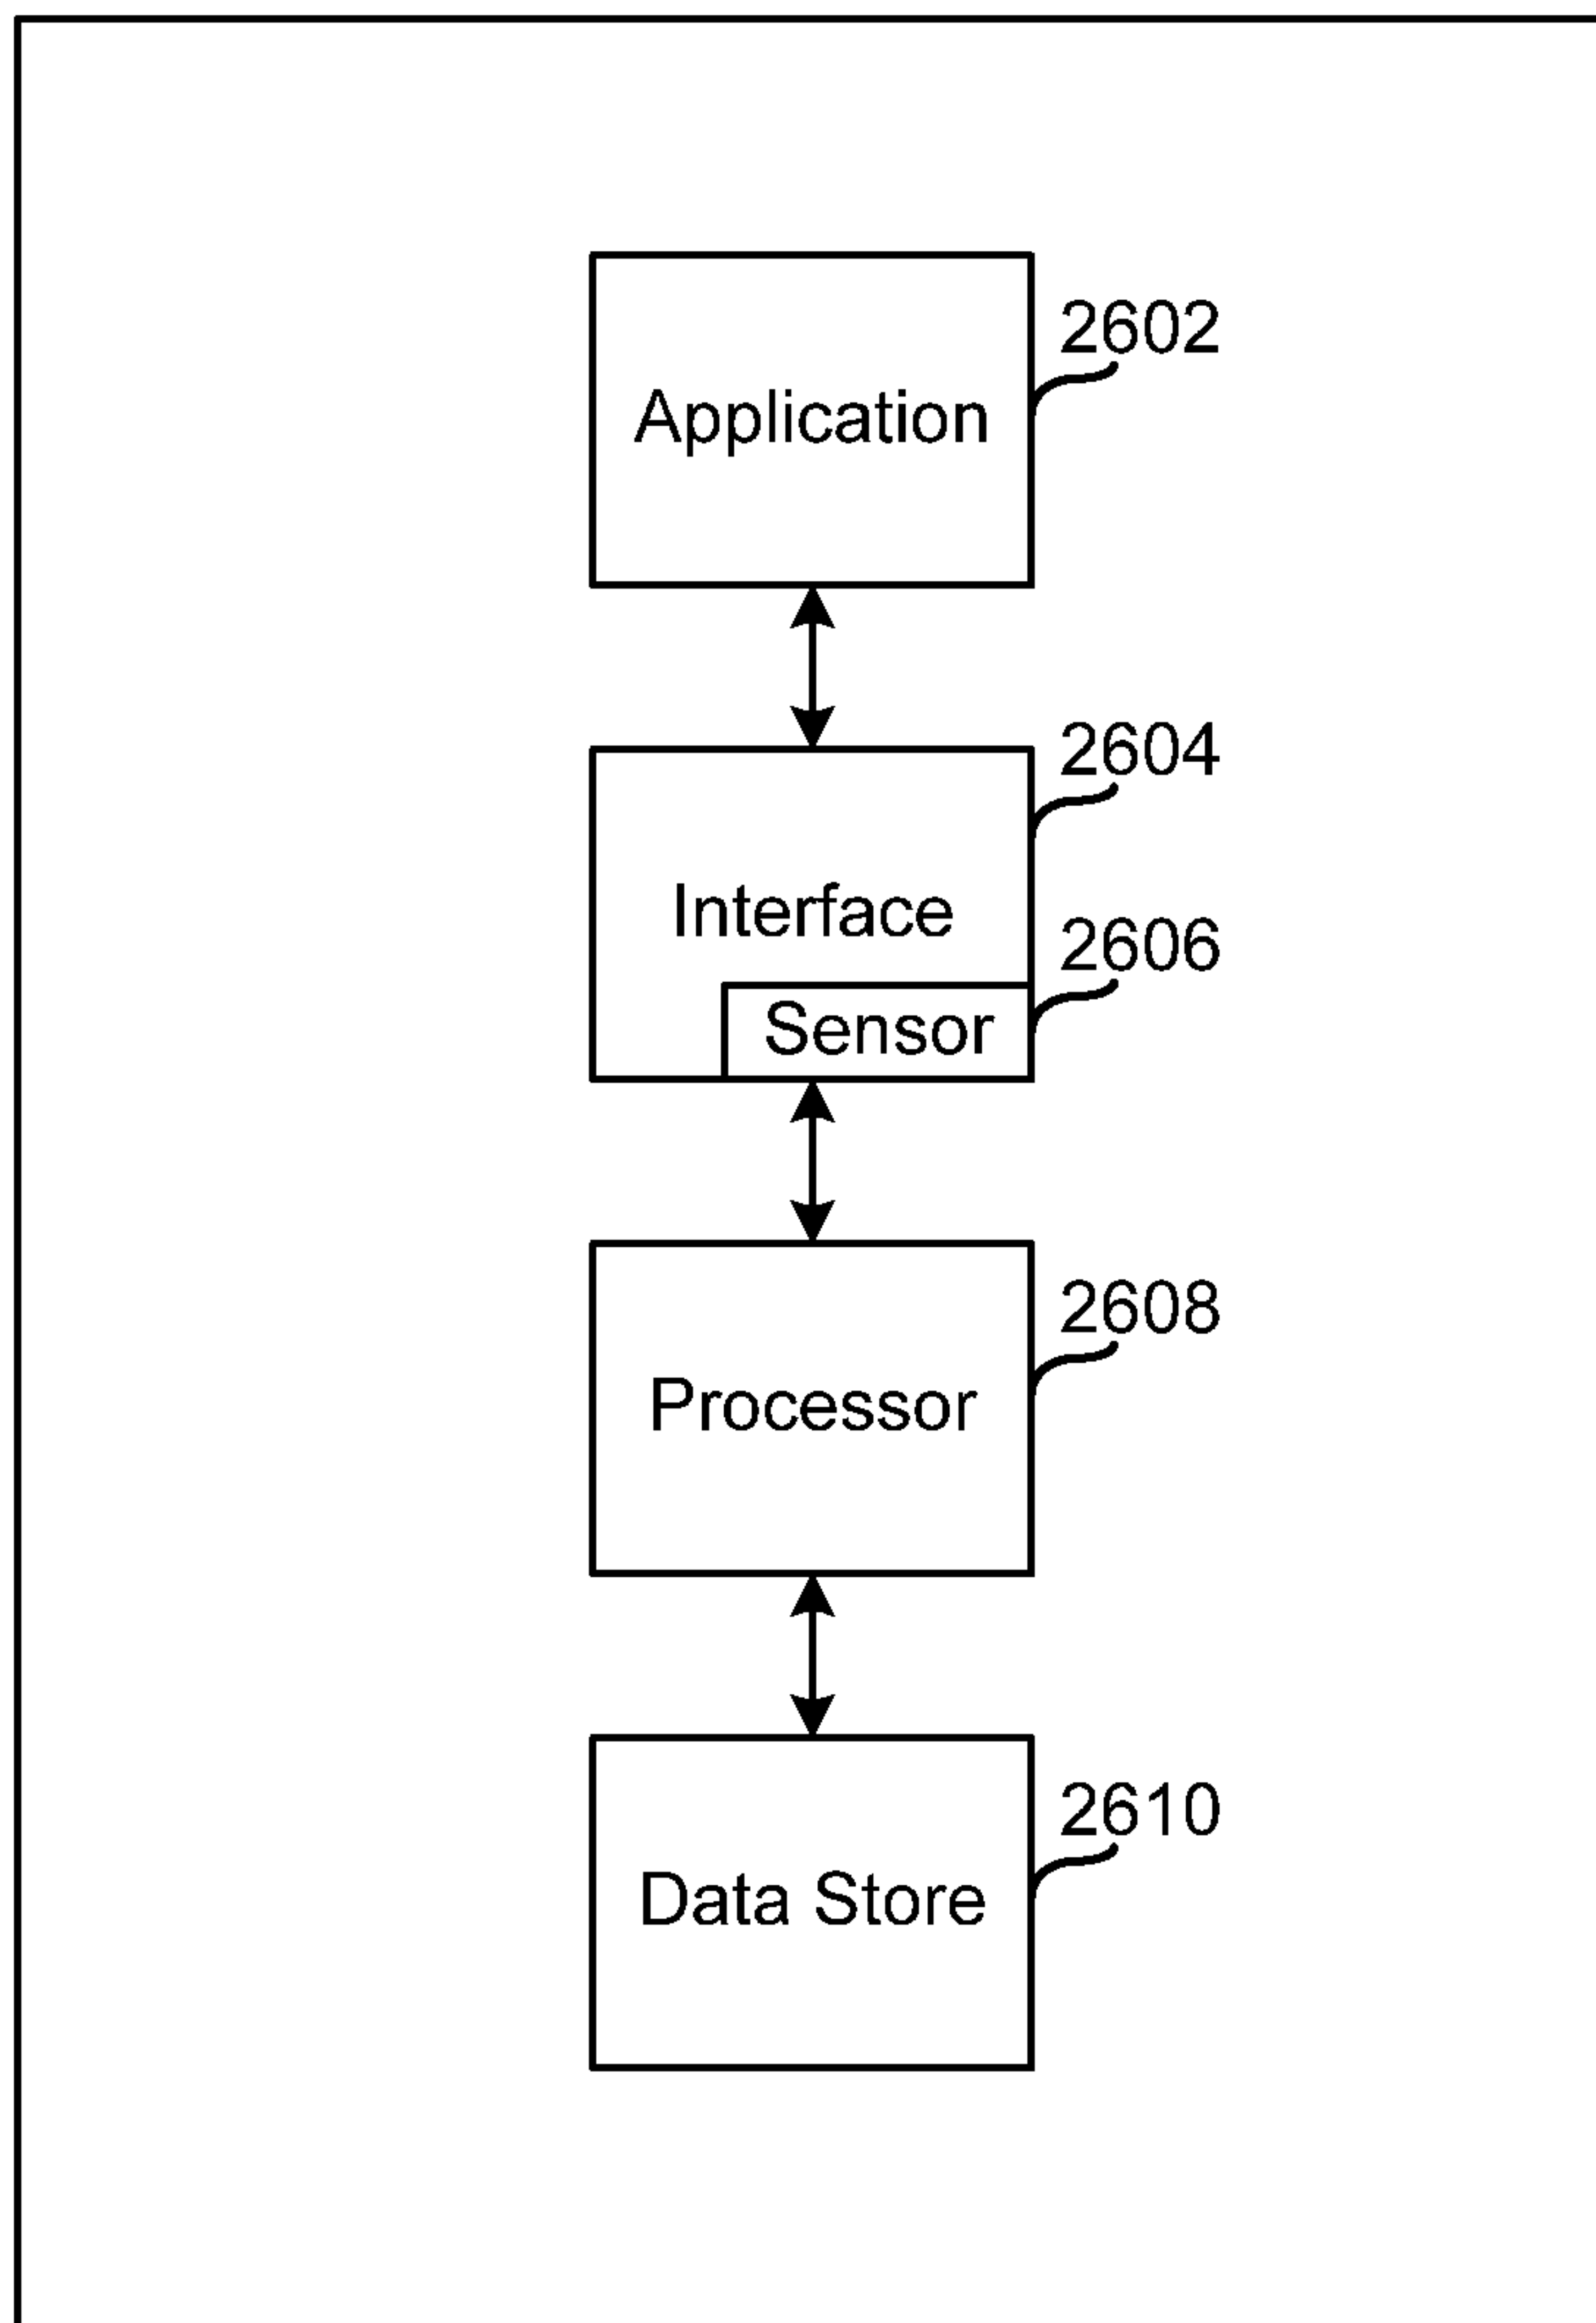 2602
Application
2604
Interface
2606
Sensor
2608
Processor
2610
Data Store